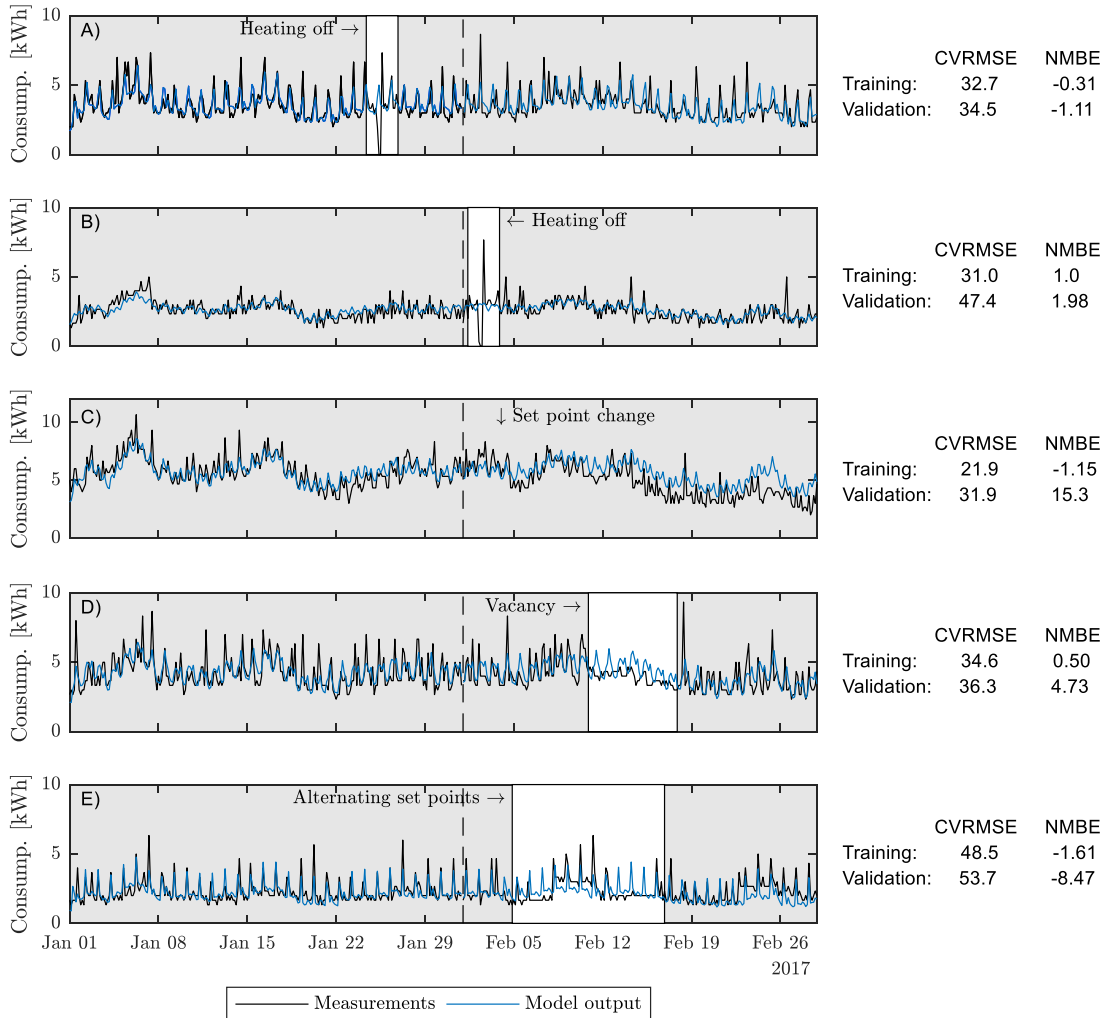 10
Consump. [kWh]
A)
Heating off →
5
0
CVRMSE NMBE
Training: 32.7 -0.31
Validation: 34.5 -1.11
10
Consump. [kWh]
B)
← Heating off
5
0
CVRMSE NMBE
Training: 31.0 1.0
Validation: 47.4 1.98
Consump. [kWh]
C)
↓ Set point change
10
5
0
CVRMSE NMBE
Training: 21.9 -1.15
Validation: 31.9 15.3
10
Consump. [kWh]
D)
Vacancy →
5
0
CVRMSE NMBE
Training: 34.6 0.50
Validation: 36.3 4.73
10
Consump. [kWh]
E)
Alternating set points →
5
0
CVRMSE NMBE
Training: 48.5 -1.61
Validation: 53.7 -8.47
Jan 01 Jan 08 Jan 15 Jan 22 Jan 29 Feb 05 Feb 12 Feb 19 Feb 26
2017
Measurements Model output